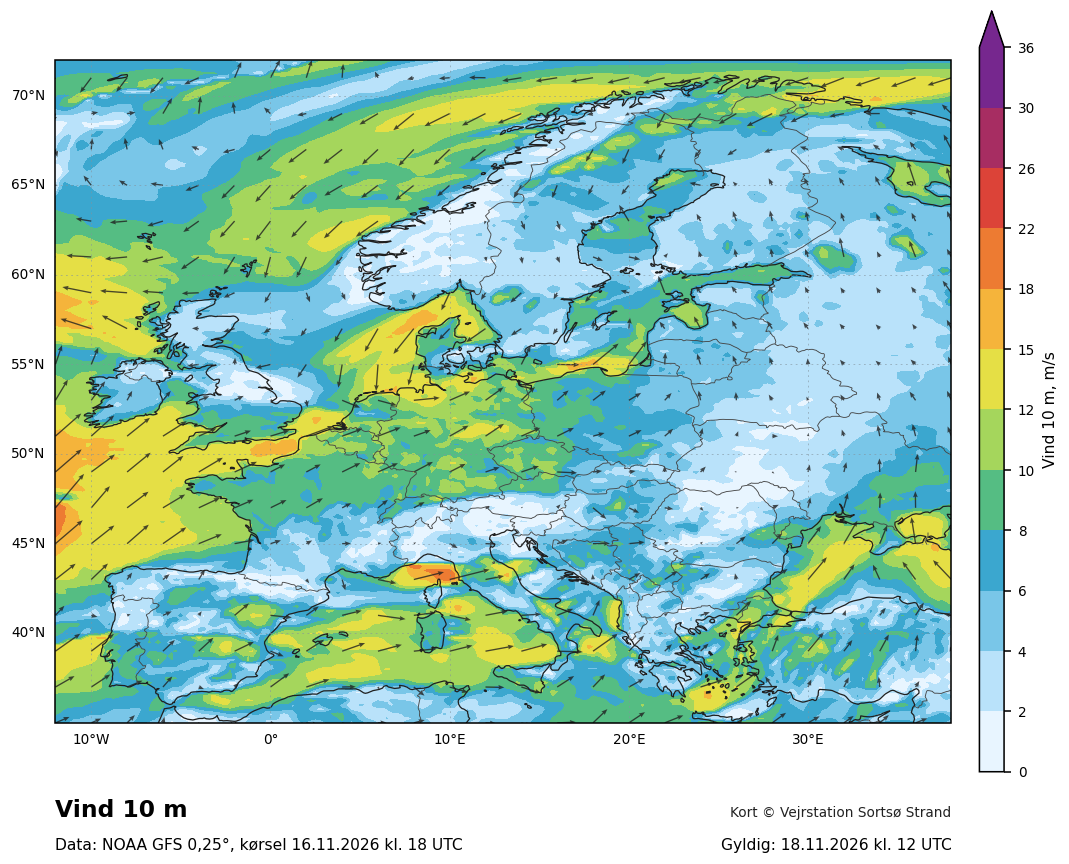 36
30
26
22
18
15
12
10
8
6
4
2
0
Vind 10 m, m/s
70°N
65°N
60°N
55°N
50°N
45°N
40°N
10°W
0°
10°E
20°E
30°E
Vind 10 m
Kort © Vejrstation Sortsø Strand
Data: NOAA GFS 0,25°, kørsel 16.11.2026 kl. 18 UTC
Gyldig: 18.11.2026 kl. 12 UTC